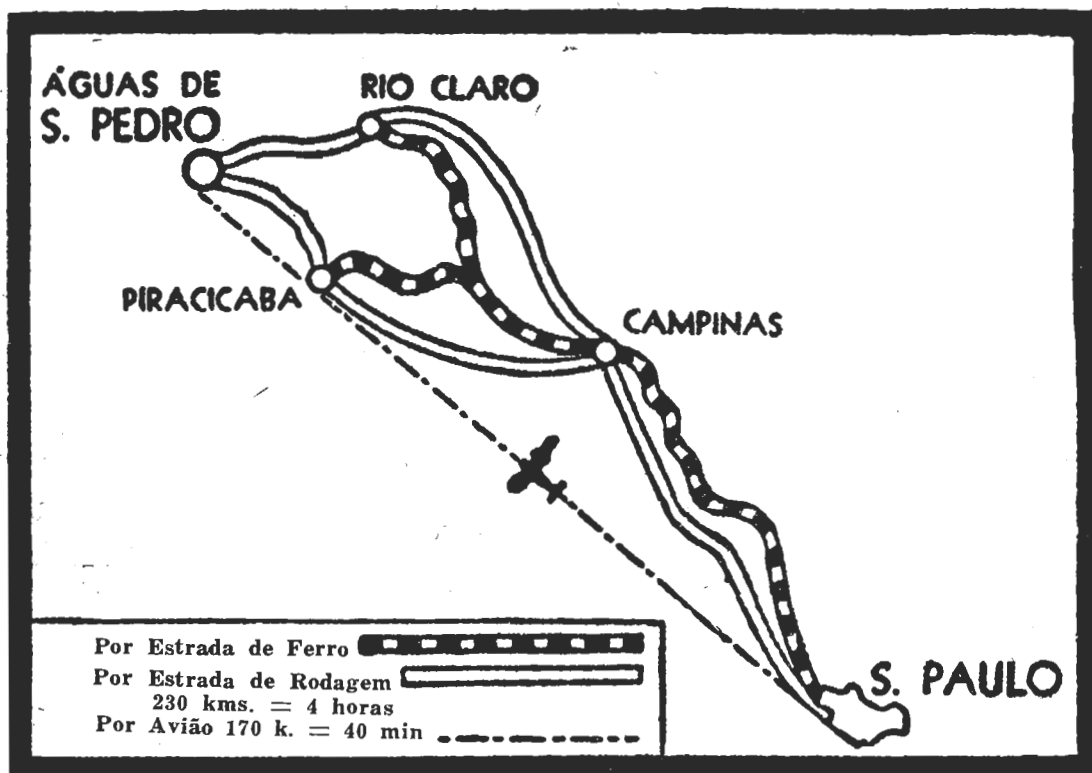 ÁGUAS DE
S. PEDRO
RIO CLARO
PIRACICABA
CAMPINAS
S. PAULO
Por Estrada de Ferro
Por Estrada de Rodagem
230 kms. = 4 horas
Por Avião 170 k. = 40 min